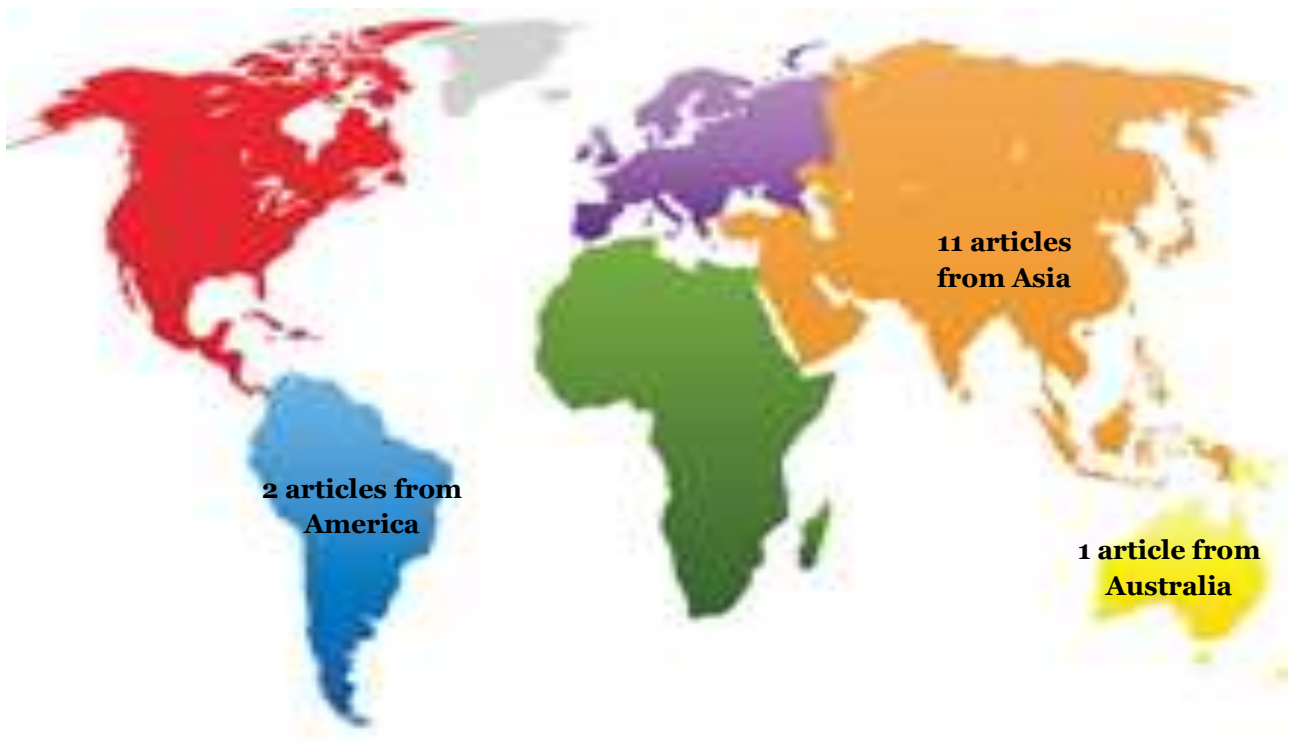 11 articles
from Asia
2 articles from
America
1 article from
Australia